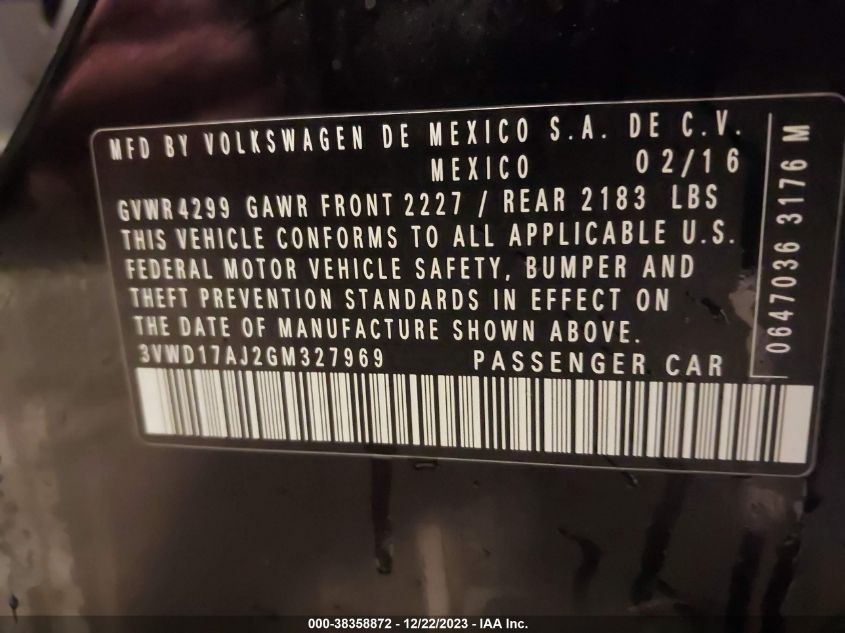 MFD BY VOLKSWAGEN DE MEXICO S.A. DE C.V.
MEXICO 02/16
GVWR 4299 GAWR FRONT 2227 / REAR 2183 LBS
THIS VEHICLE CONFORMS TO ALL APPLICABLE U.S.
FEDERAL MOTOR VEHICLE SAFETY, BUMPER AND
THEFT PREVENTION STANDARDS IN EFFECT ON
THE DATE OF MANUFACTURE SHOWN ABOVE.
3VWD17AJ2GM327969 PASSENGER CAR
0647036 3176 M
000-38358872 - 12/22/2023 - IAA Inc.